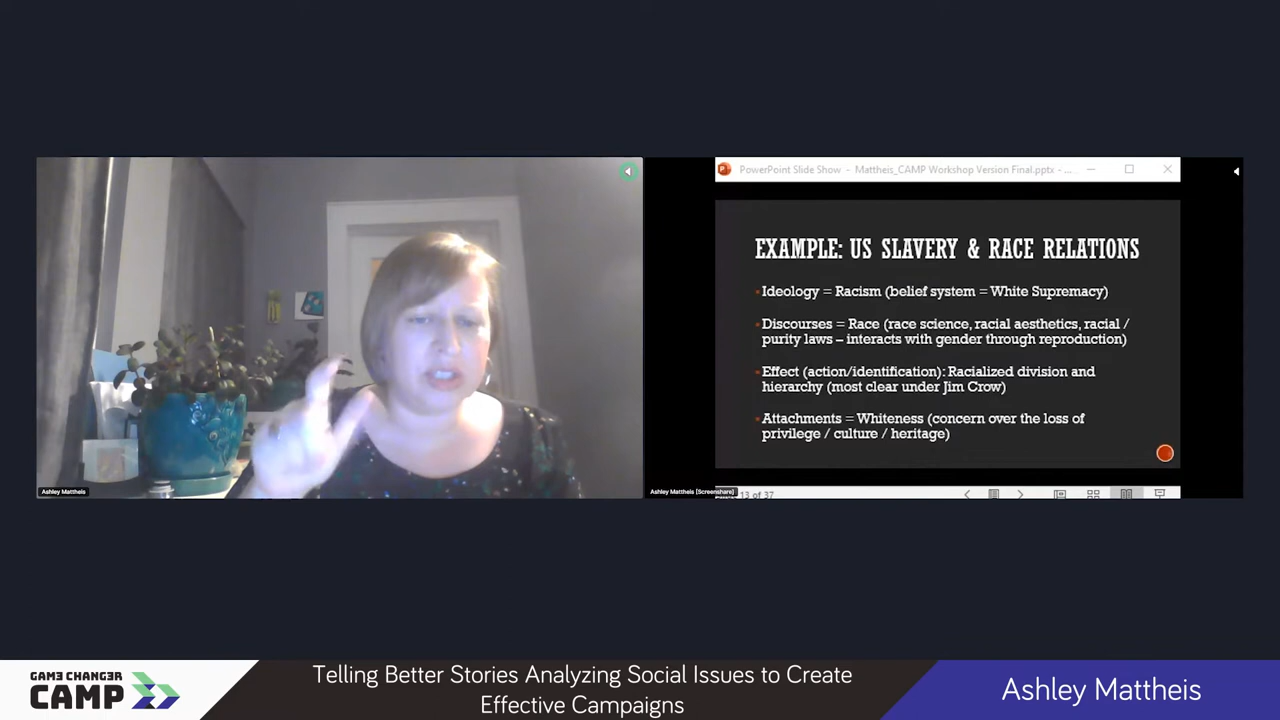 PowerPoint Slide Show - Mattheis_CAMP Workshop Version Final.pptx - ...
EXAMPLE: US SLAVERY & RACE RELATIONS
Ideology = Racism (belief system = White Supremacy)
Discourses = Race (race science, racial aesthetics, racial /
purity laws – interacts with gender through reproduction)
Effect (action/identification): Racialized division and
hierarchy (most clear under Jim Crow)
Attachments = Whiteness (concern over the loss of
privilege / culture / heritage)
Ashley Mattheis
Ashley Mattheis [Screenshare]
13 of 37
GAME CHANGER
CAMP
Telling Better Stories Analyzing Social Issues to Create
Effective Campaigns
Ashley Mattheis